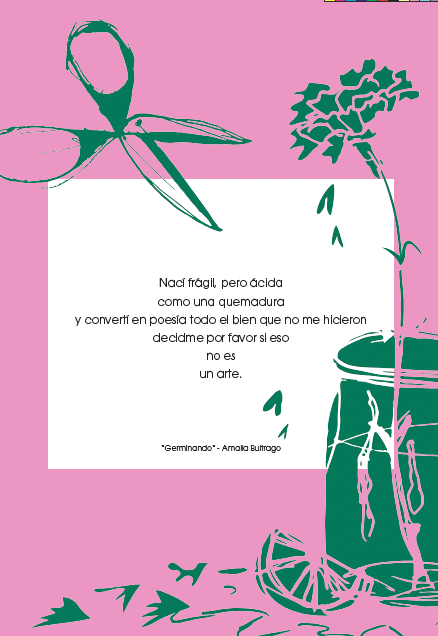 Nací frágil, pero ácida
como una quemadura
y convertí en poesía todo el bien que no me hicieron
decidme por favor si eso
no es
un arte.
"Germinando" - Amalia Buitrago